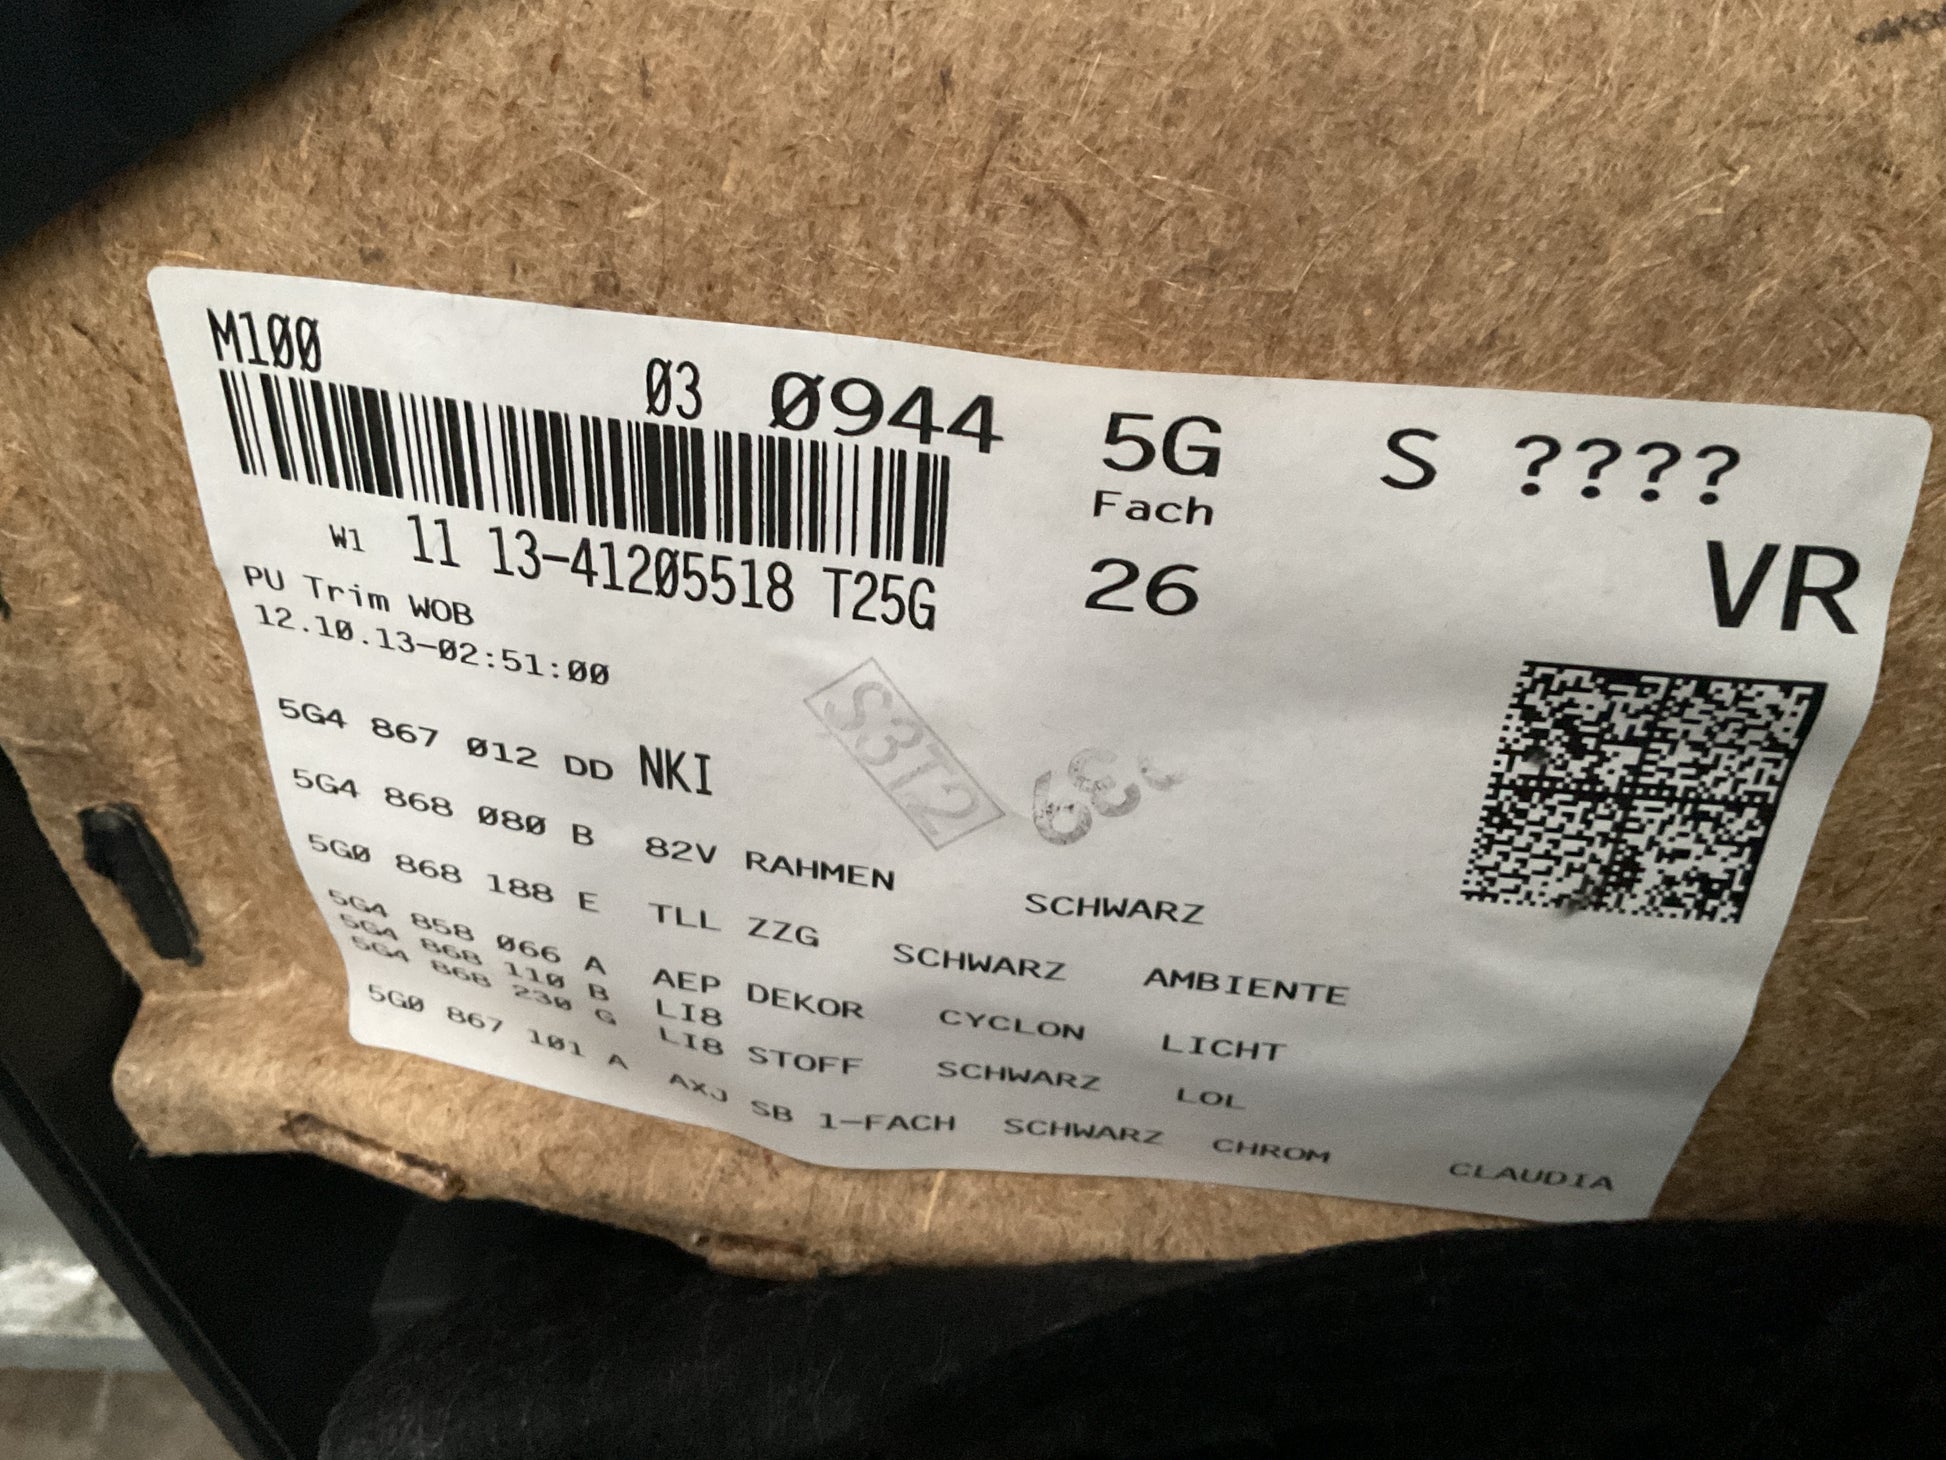 M100
03 0944 5G S ????
Fach
W1 11 13-41205518 T25G 26 VR
PU Trim WOB
12.10.13-02:51:00
S3T2
5G4 867 012 DD NKI
5G4 868 080 B 82V RAHMEN SCHWARZ
5G0 868 188 E TLL ZZG SCHWARZ AMBIENTE
5G4 858 066 A AEP DEKOR CYCLON LICHT
5G4 868 110 B LI8
5G4 868 230 G LI8 STOFF SCHWARZ LOL
5G0 867 101 A AXJ SB 1-FACH SCHWARZ CHROM CLAUDIA